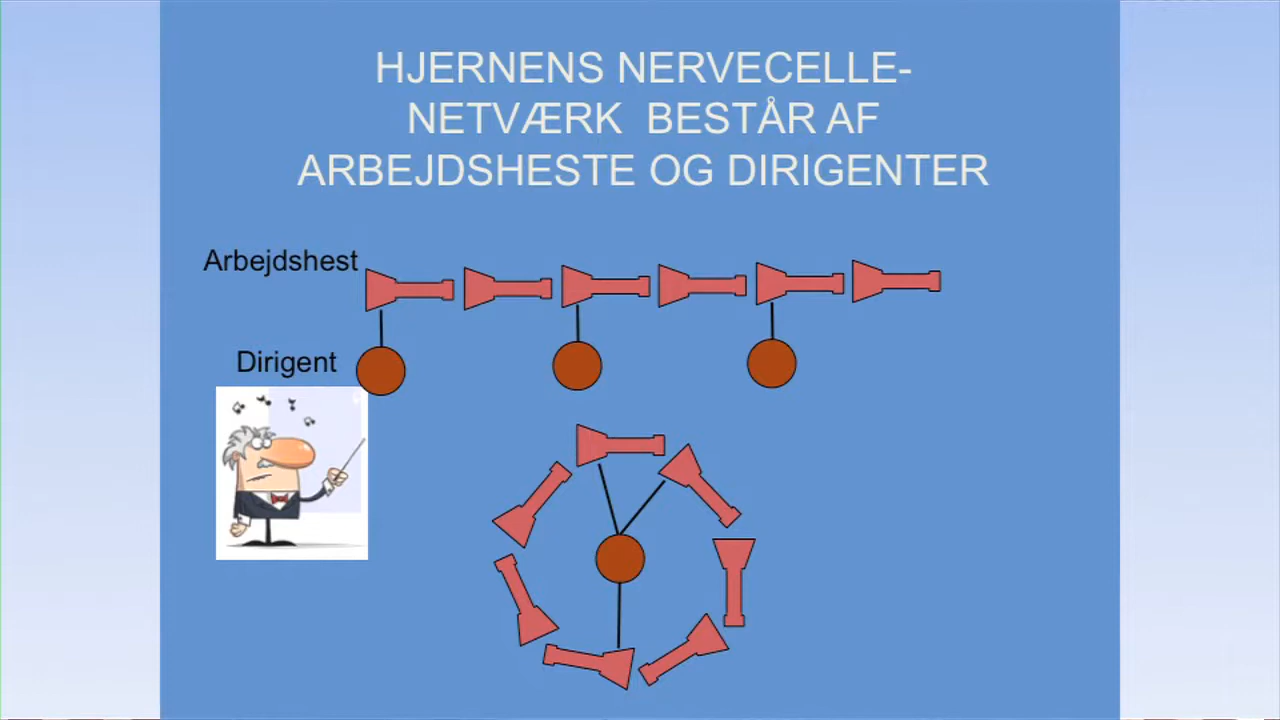 HJERNENS NERVECELLE-
NETVÆRK BESTÅR AF
ARBEJDSHESTE OG DIRIGENTER
Arbejdshest
Dirigent